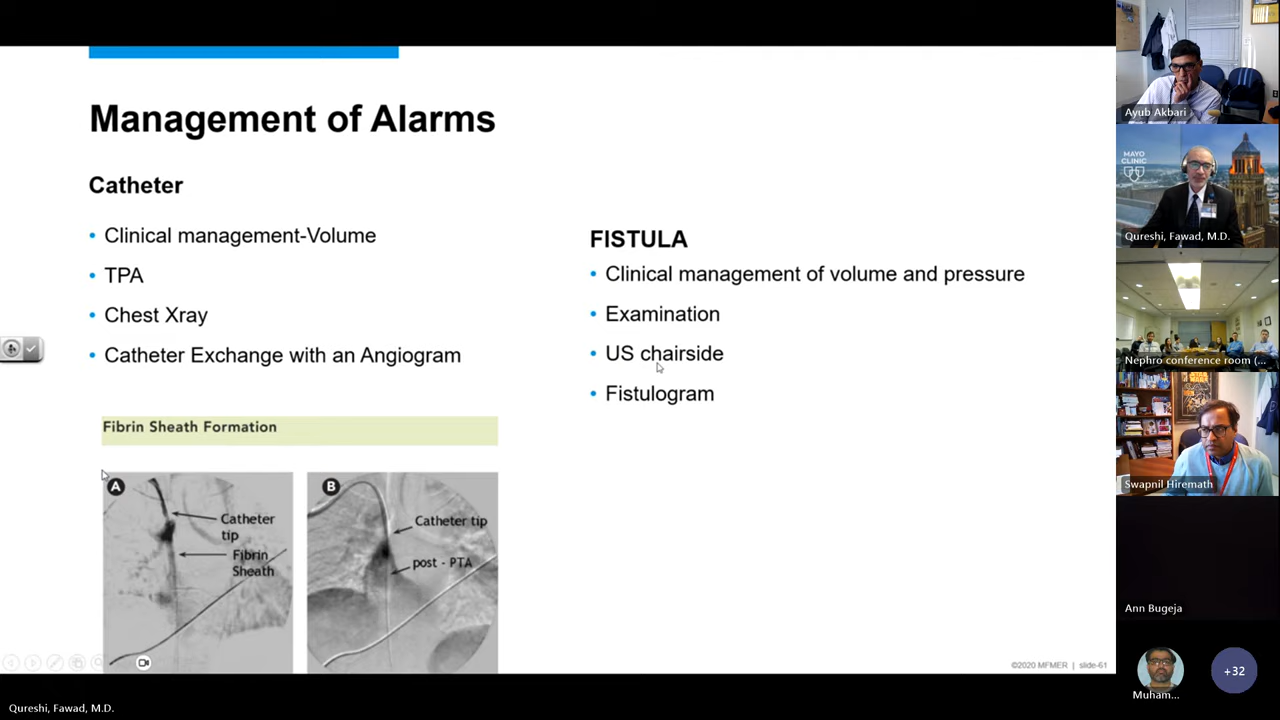 Management of Alarms
Catheter
• Clinical management-Volume
• TPA
• Chest Xray
• Catheter Exchange with an Angiogram
FISTULA
• Clinical management of volume and pressure
• Examination
• US chairside
• Fistulogram
Fibrin Sheath Formation
A
Catheter
tip
Fibrin
Sheath
B
Catheter tip
post - PTA
©2020 MFMER | slide-61
Qureshi, Fawad, M.D.
Ayub Akbari
MAYO
CLINIC
Qureshi, Fawad, M.D.
Nephro conference room (...
STAR
WARS
Swapnil Hiremath
Ann Bugeja
Muham...
+32